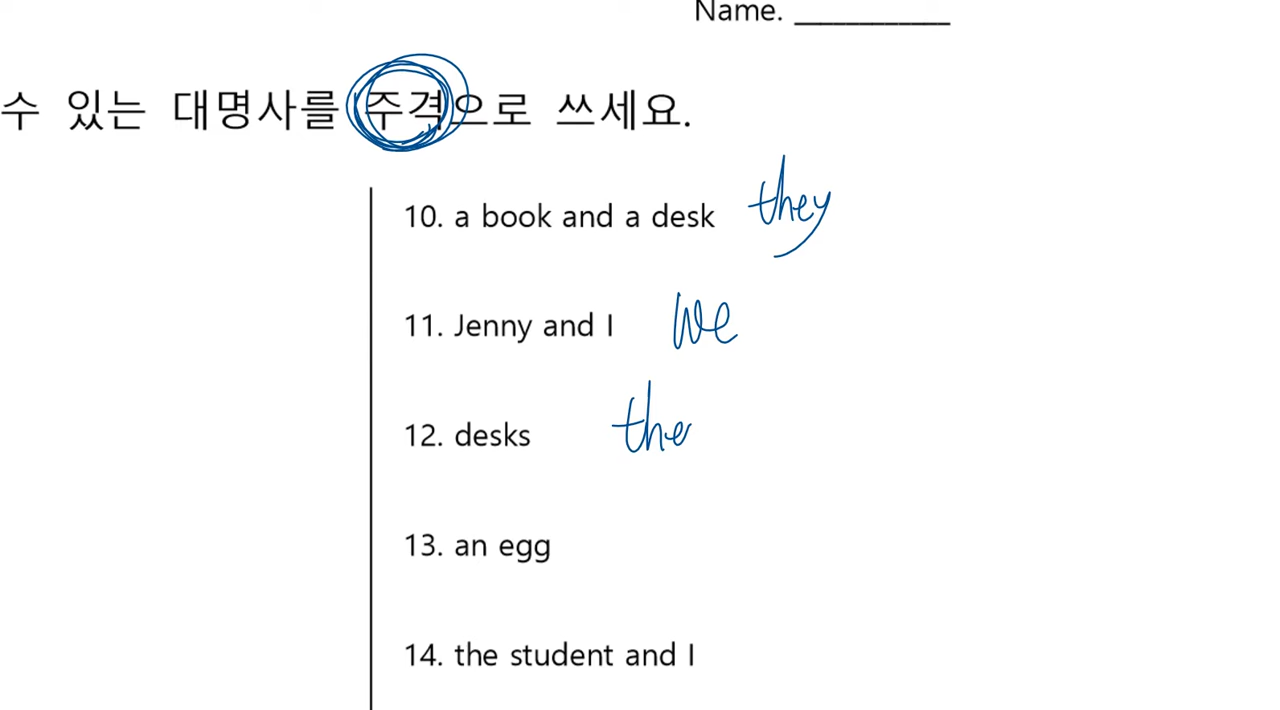 Name. ____________
수 있는 대명사를 주격으로 쓰세요.
10. a book and a desk they
11. Jenny and I we
12. desks the
13. an egg
14. the student and I